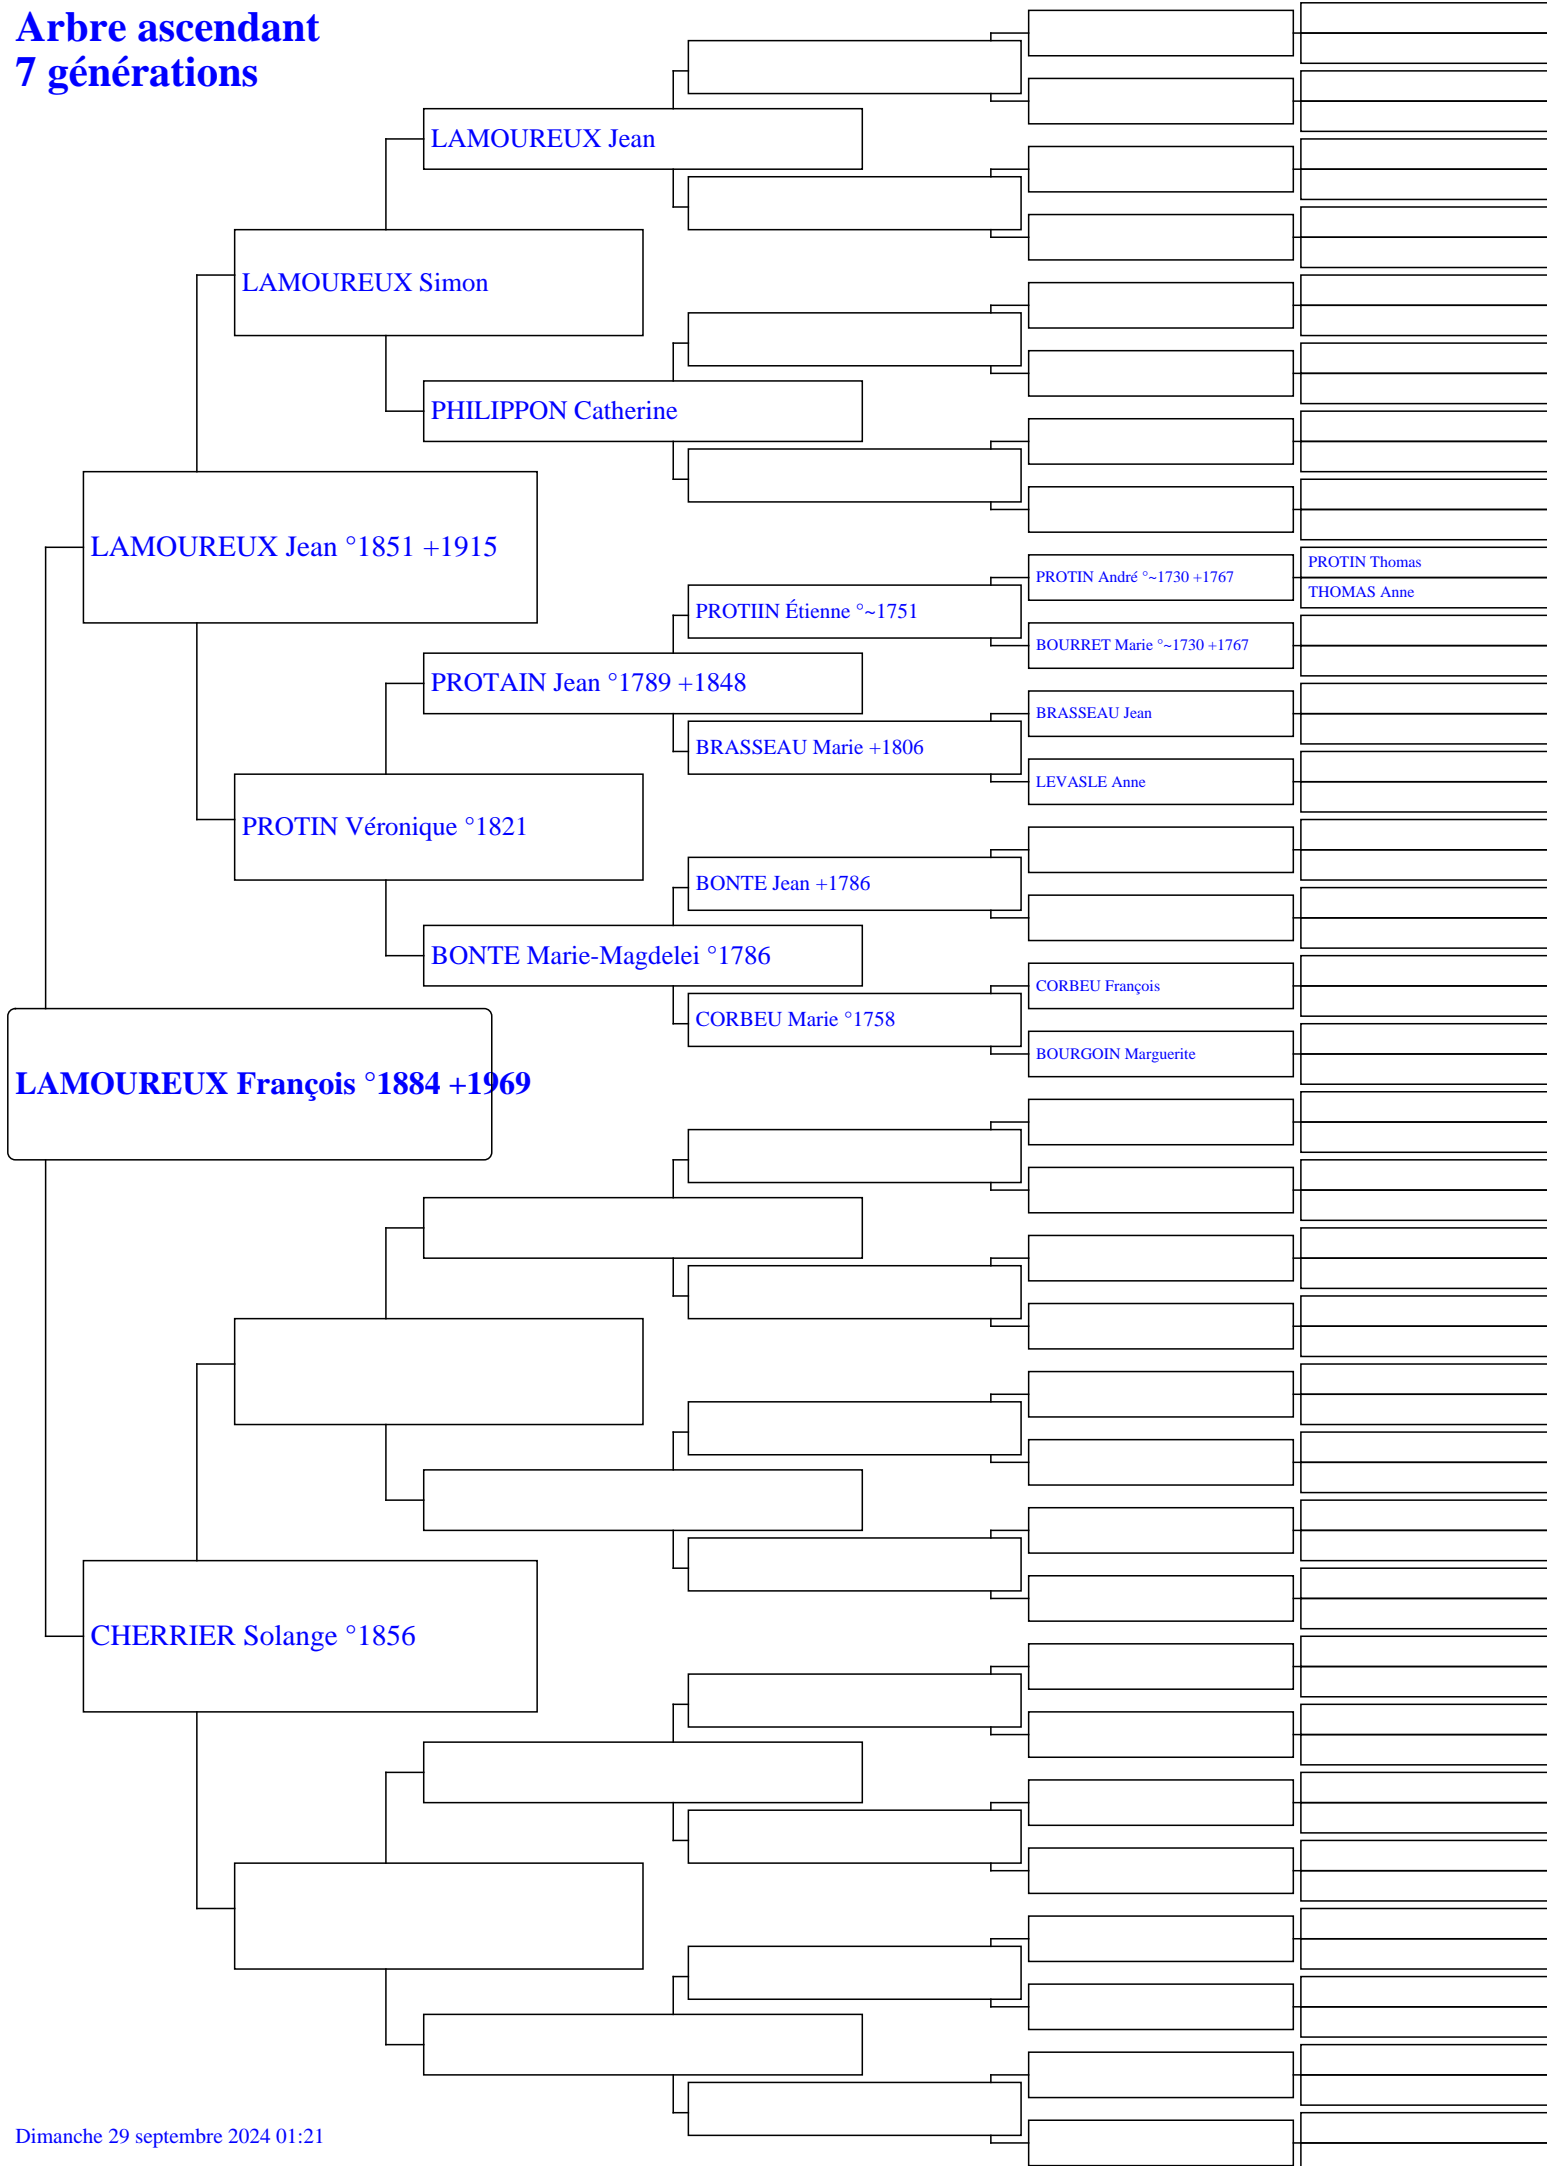 Arbre ascendant
7 générations
LAMOUREUX Jean
LAMOUREUX Simon
PHILIPPON Catherine
LAMOUREUX Jean °1851 +1915
PROTIN Thomas
PROTIN André °~1730 +1767
THOMAS Anne
PROTIIN Étienne °~1751
BOURRET Marie °~1730 +1767
PROTAIN Jean °1789 +1848
BRASSEAU Jean
BRASSEAU Marie +1806
LEVASLE Anne
PROTIN Véronique °1821
BONTE Jean +1786
BONTE Marie-Magdelei °1786
CORBEU François
CORBEU Marie °1758
BOURGOIN Marguerite
LAMOUREUX François °1884 +1969
CHERRIER Solange °1856
Dimanche 29 septembre 2024 01:21